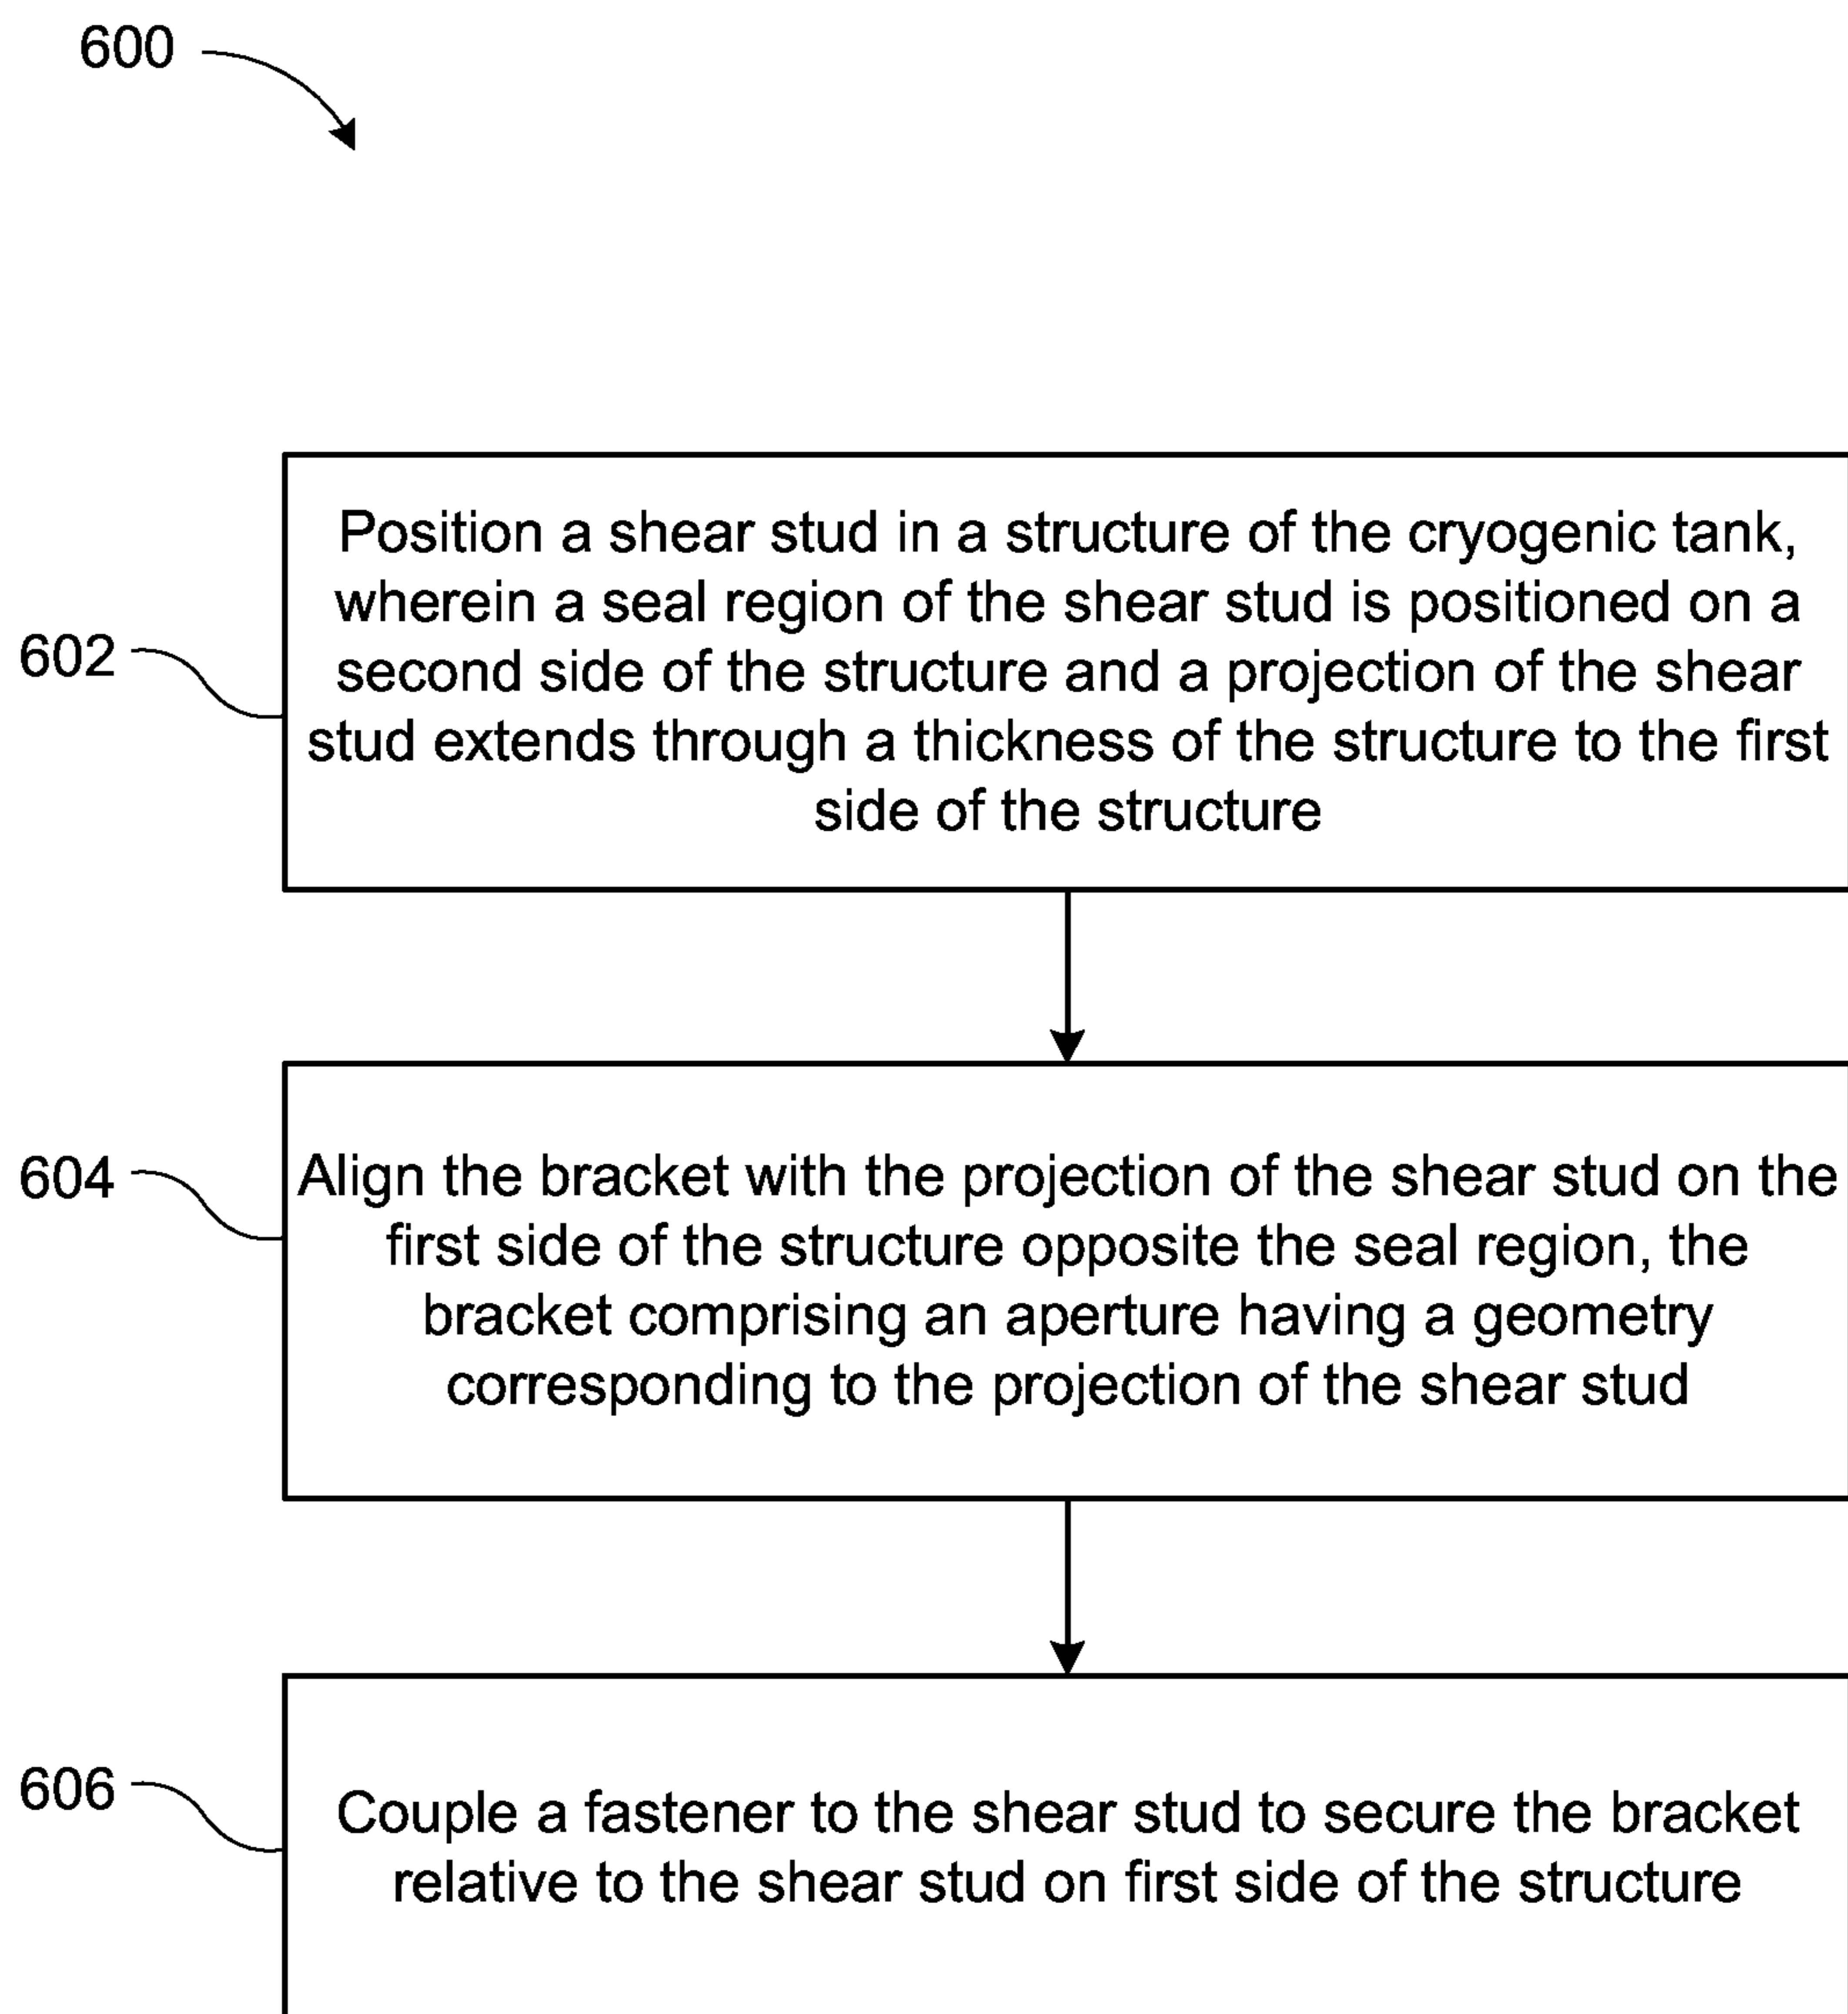 600
602
Position a shear stud in a structure of the cryogenic tank,
wherein a seal region of the shear stud is positioned on a
second side of the structure and a projection of the shear
stud extends through a thickness of the structure to the first
side of the structure
604
Align the bracket with the projection of the shear stud on the
first side of the structure opposite the seal region, the
bracket comprising an aperture having a geometry
corresponding to the projection of the shear stud
606
Couple a fastener to the shear stud to secure the bracket
relative to the shear stud on first side of the structure